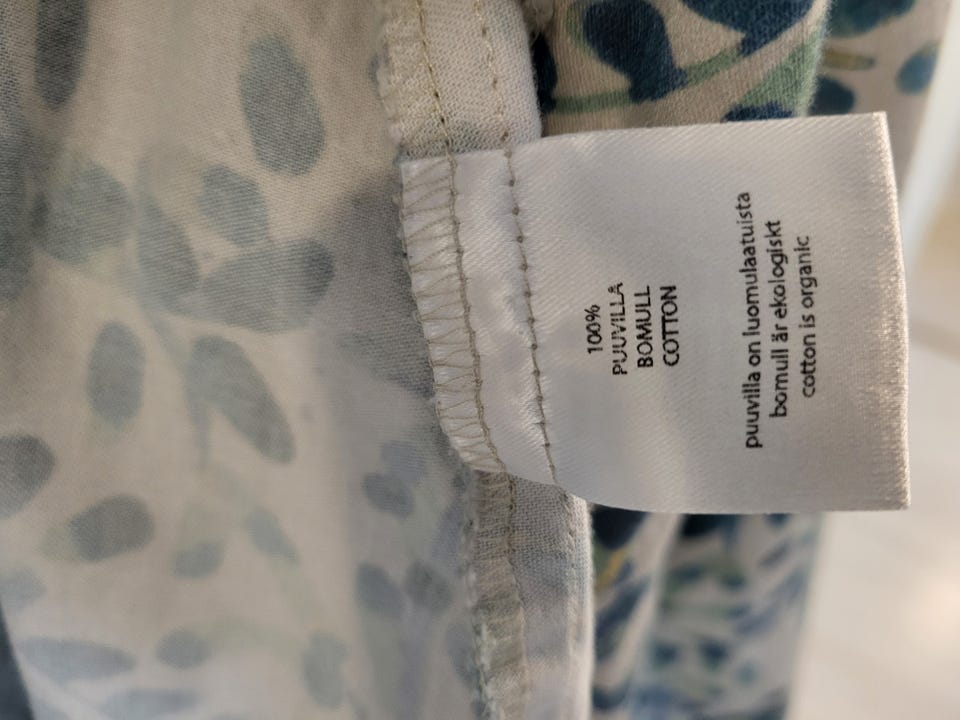 100%
PUUVILLA
BOMULL
COTTON
puuvilla on luomulaatuista
bomull är ekologiskt
cotton is organic